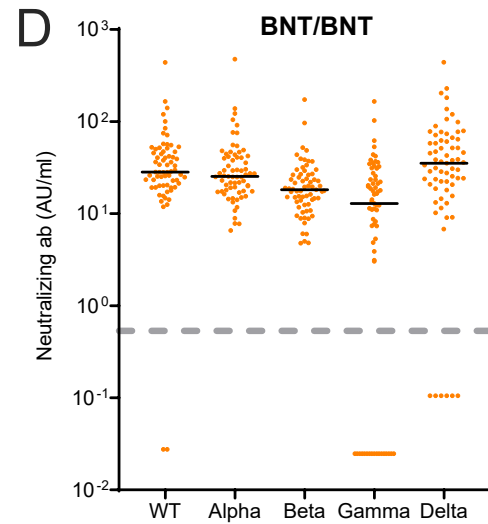 D
BNT/BNT
Neutralizing ab (AU/ml)
10³
10²
10¹
10⁰
10⁻¹
10⁻²
WT Alpha Beta Gamma Delta